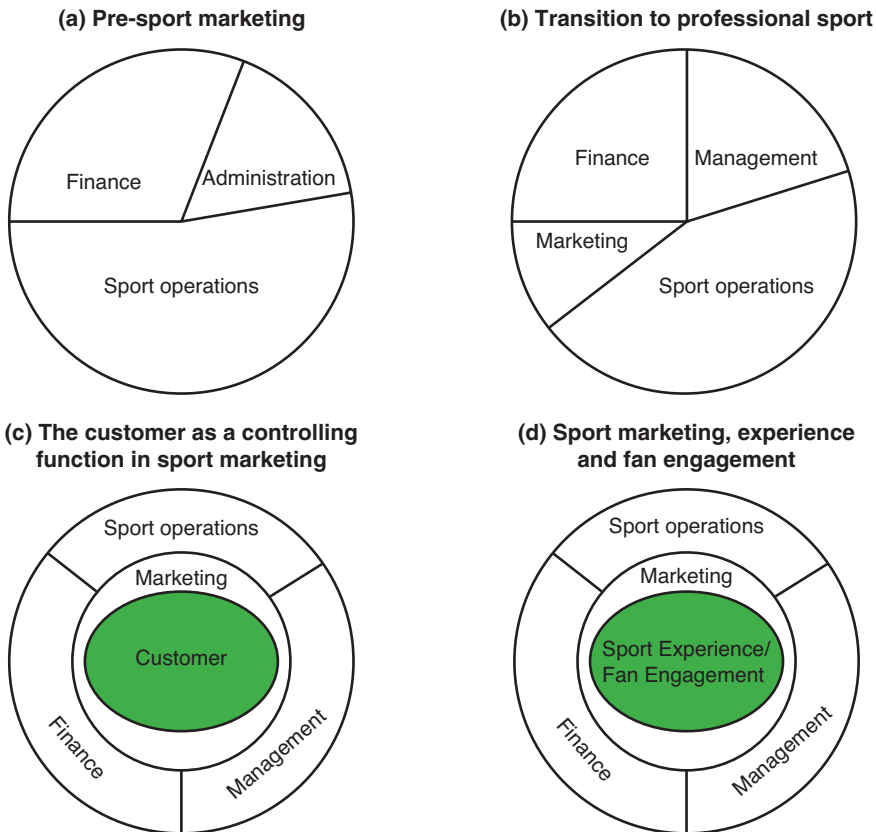 (a) Pre-sport marketing
Finance
Administration
Sport operations
(b) Transition to professional sport
Finance
Management
Marketing
Sport operations
(c) The customer as a controlling
function in sport marketing
Sport operations
Marketing
Customer
Finance
Management
(d) Sport marketing, experience
and fan engagement
Sport operations
Marketing
Sport Experience/
Fan Engagement
Finance
Management